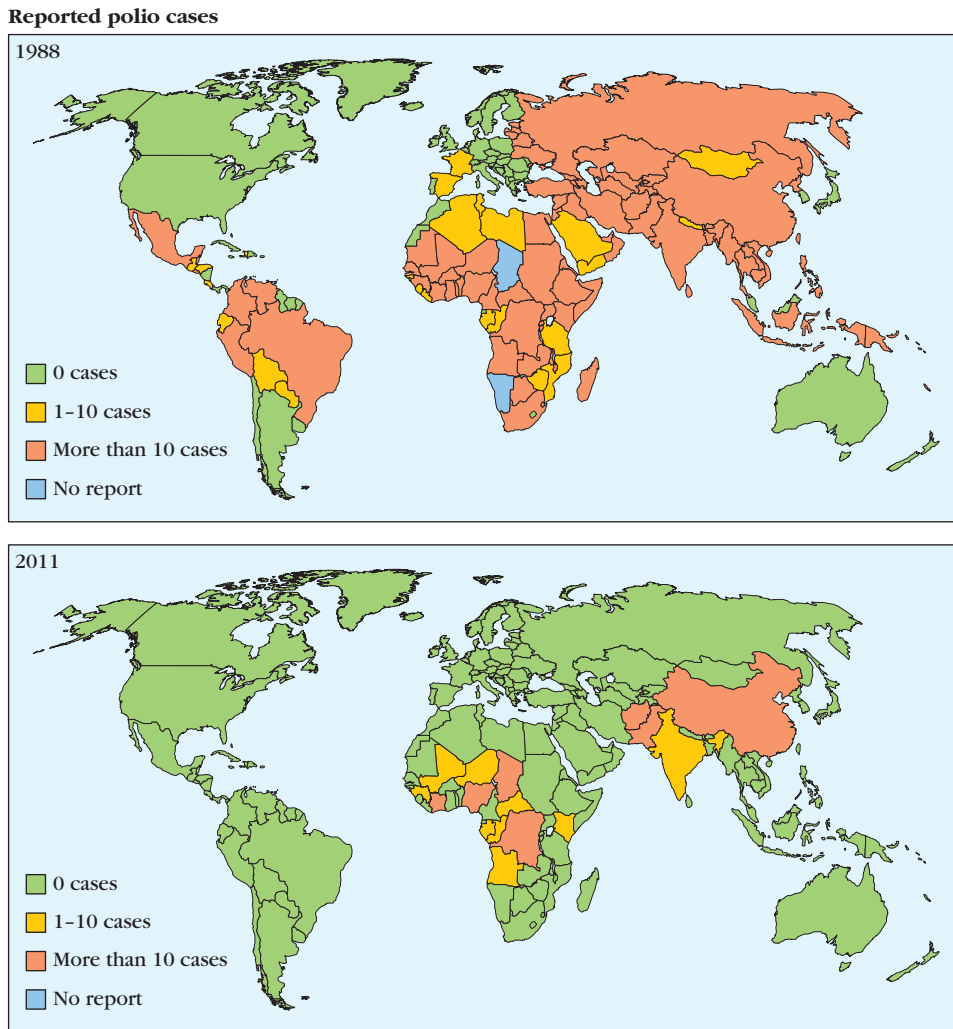 Reported polio cases
1988
0 cases
1–10 cases
More than 10 cases
No report
2011
0 cases
1–10 cases
More than 10 cases
No report